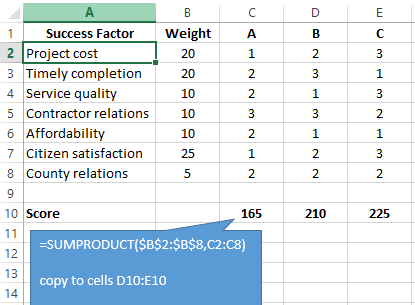 A B C D E
1 Success Factor Weight A B C
2 Project cost 20 1 2 3
3 Timely completion 20 2 3 1
4 Service quality 10 2 1 3
5 Contractor relations 10 3 3 2
6 Affordability 10 2 1 1
7 Citizen satisfaction 25 1 2 3
8 County relations 5 2 2 2
9
10 Score 165 210 225
11
=SUMPRODUCT($B$2:$B$8,C2:C8)
12
13 copy to cells D10:E10
14